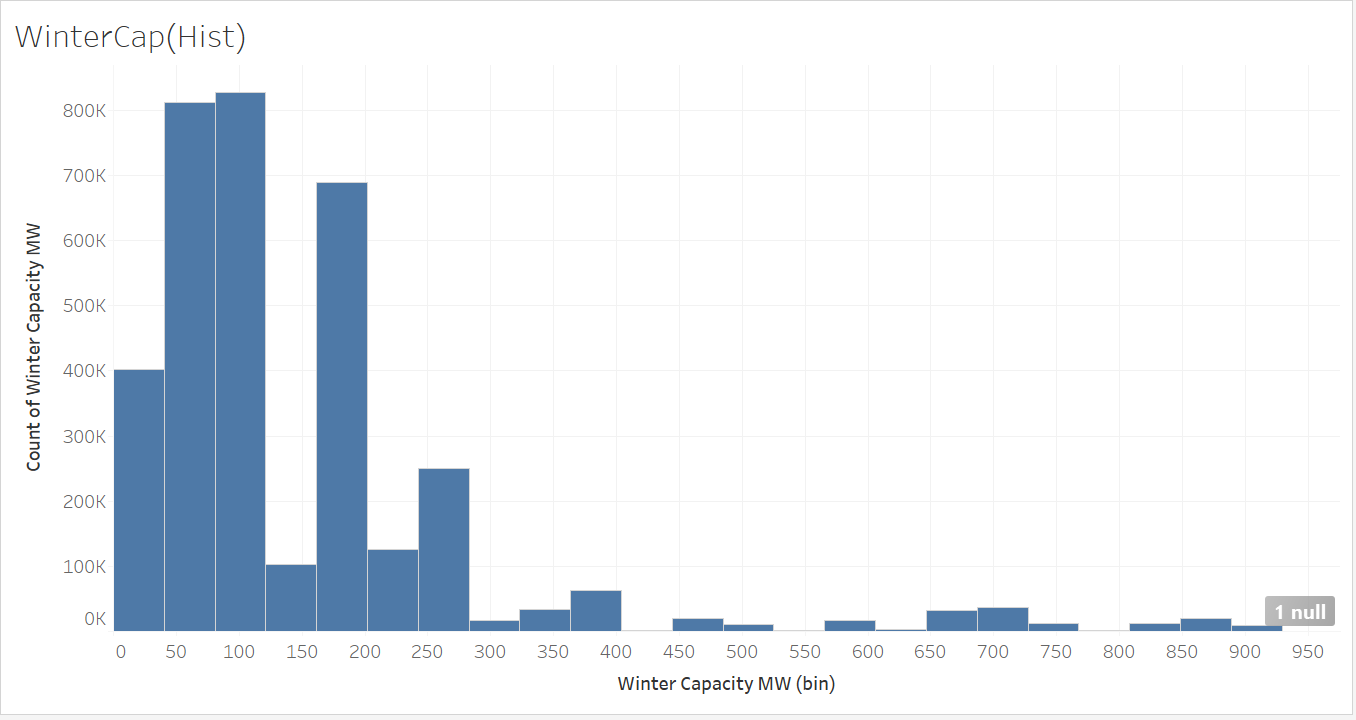 WinterCap(Hist)
Count of Winter Capacity MW
800K
700K
600K
500K
400K
300K
200K
100K
0K
1 null
0 50 100 150 200 250 300 350 400 450 500 550 600 650 700 750 800 850 900 950
Winter Capacity MW (bin)